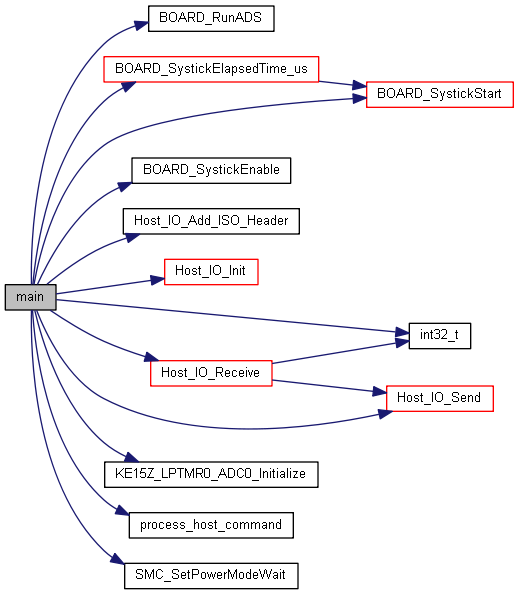 BOARD_RunADS
BOARD_SystickElapsedTime_us
BOARD_SystickStart
BOARD_SystickEnable
Host_IO_Add_ISO_Header
Host_IO_Init
main
int32_t
Host_IO_Receive
Host_IO_Send
KE15Z_LPTMR0_ADC0_Initialize
process_host_command
SMC_SetPowerModeWait